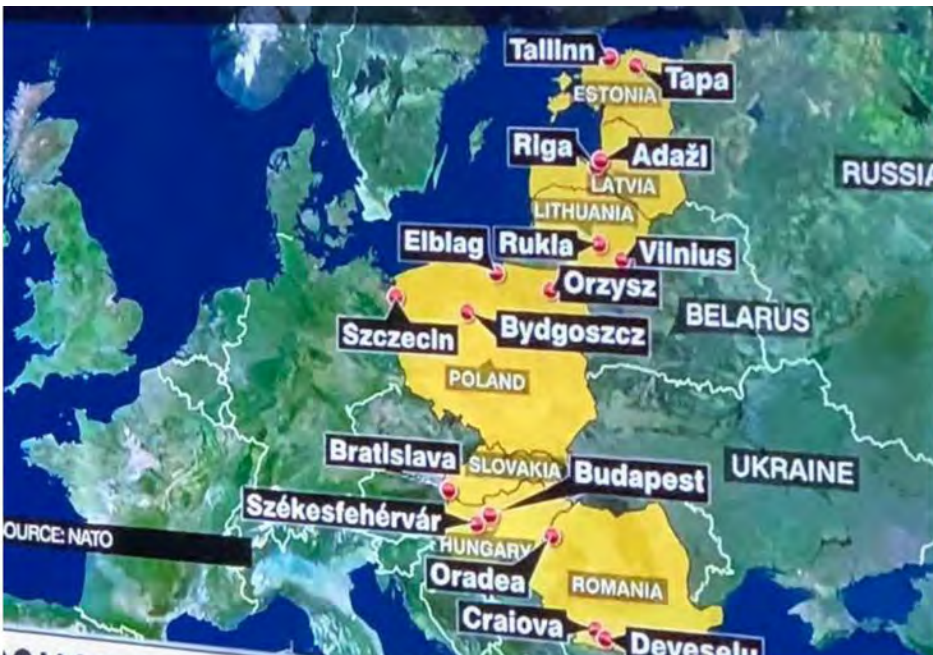 Tallinn
Tapa
ESTONIA
Riga
Adaži
LATVIA
RUSSIA
LITHUANIA
Elblag
Rukla
Vilnius
Orzysz
Szczecin
Bydgoszcz
BELARUS
POLAND
Bratislava
SLOVAKIA
Budapest
UKRAINE
Székesfehérvár
OURCE: NATO
HUNGARY
Oradea
ROMANIA
Craiova
Deveselu